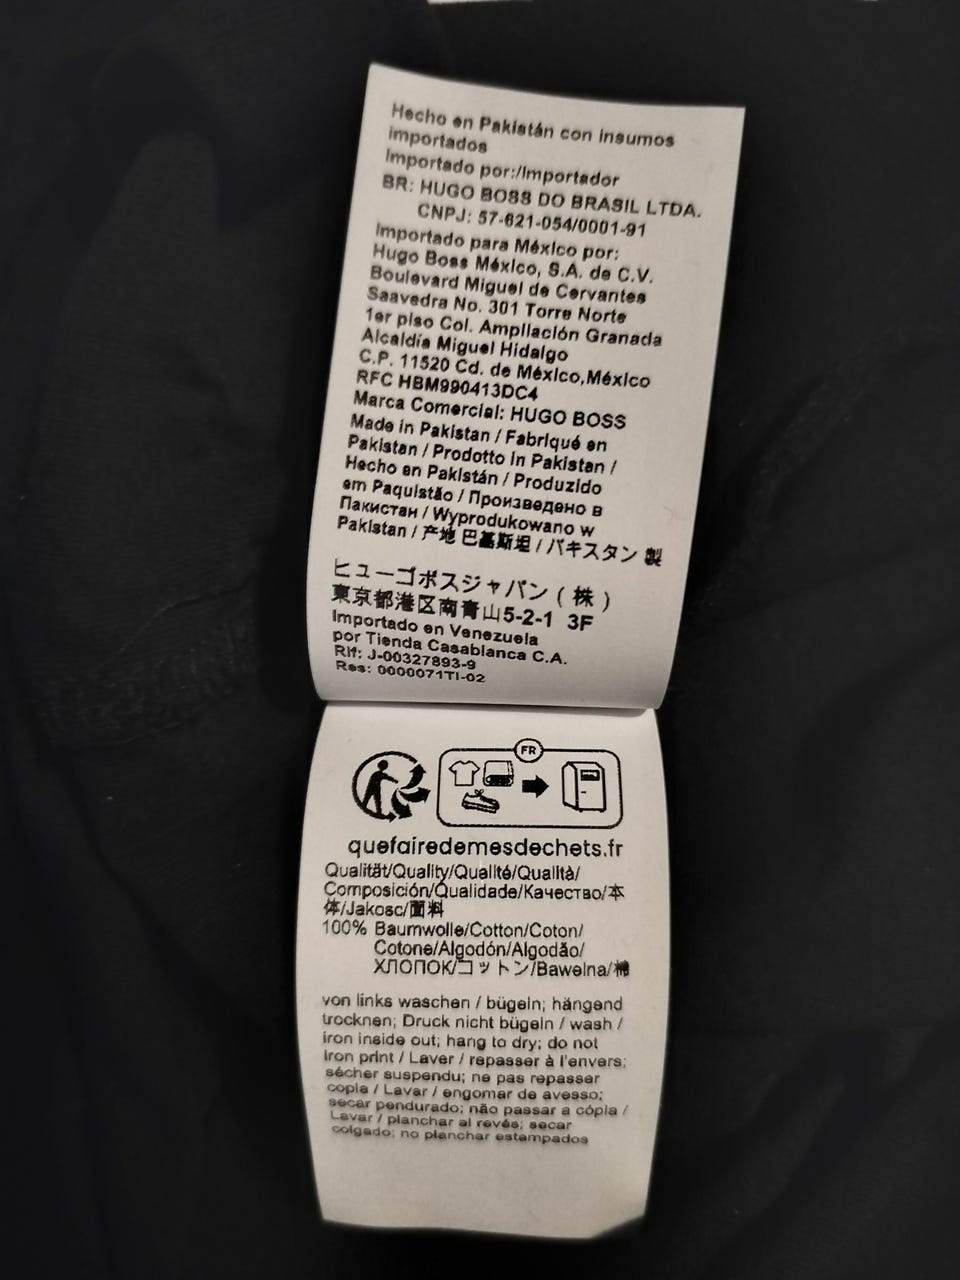 Hecho en Pakistán con insumos
importados
Importado por:/Importador
BR: HUGO BOSS DO BRASIL LTDA.
CNPJ: 57-621-054/0001-91
Importado para México por:
Hugo Boss México, S.A. de C.V.
Boulevard Miguel de Cervantes
Saavedra No. 301 Torre Norte
1er piso Col. Ampliación Granada
Alcaldía Miguel Hidalgo
C.P. 11520 Cd. de México,México
RFC HBM990413DC4
Marca Comercial: HUGO BOSS
Made in Pakistan / Fabriqué en
Pakistan / Prodotto in Pakistan /
Hecho en Pakistán / Produzido
em Paquistão / Произведено в
Пакистан / Wyprodukowano w
Pakistan / 产地 巴基斯坦 / パキスタン 製
ヒューゴボスジャパン ( 株 )
東京都港区南青山5-2-1 3F
Importado en Venezuela
por Tienda Casablanca C.A.
Rif: J-00327893-9
Res: 0000071TI-02
FR
quefairedemesdechets.fr
Qualität/Quality/Qualité/Qualità/
Composición/Qualidade/Качество/本
体/Jakosc/面料
100% Baumwolle/Cotton/Coton/
Cotone/Algodón/Algodão/
ХЛОПОК/コットン/Bawelna/棉
von links waschen / bügeln; hängend
trocknen; Druck nicht bügeln / wash /
iron inside out; hang to dry; do not
iron print / Laver / repasser à l'envers;
sécher suspendu; ne pas repasser
copie / Lavar / engomar de avesso;
secar pendurado; não passar a cópia /
Lavar / planchar al revés; secar
colgado; no planchar estampados